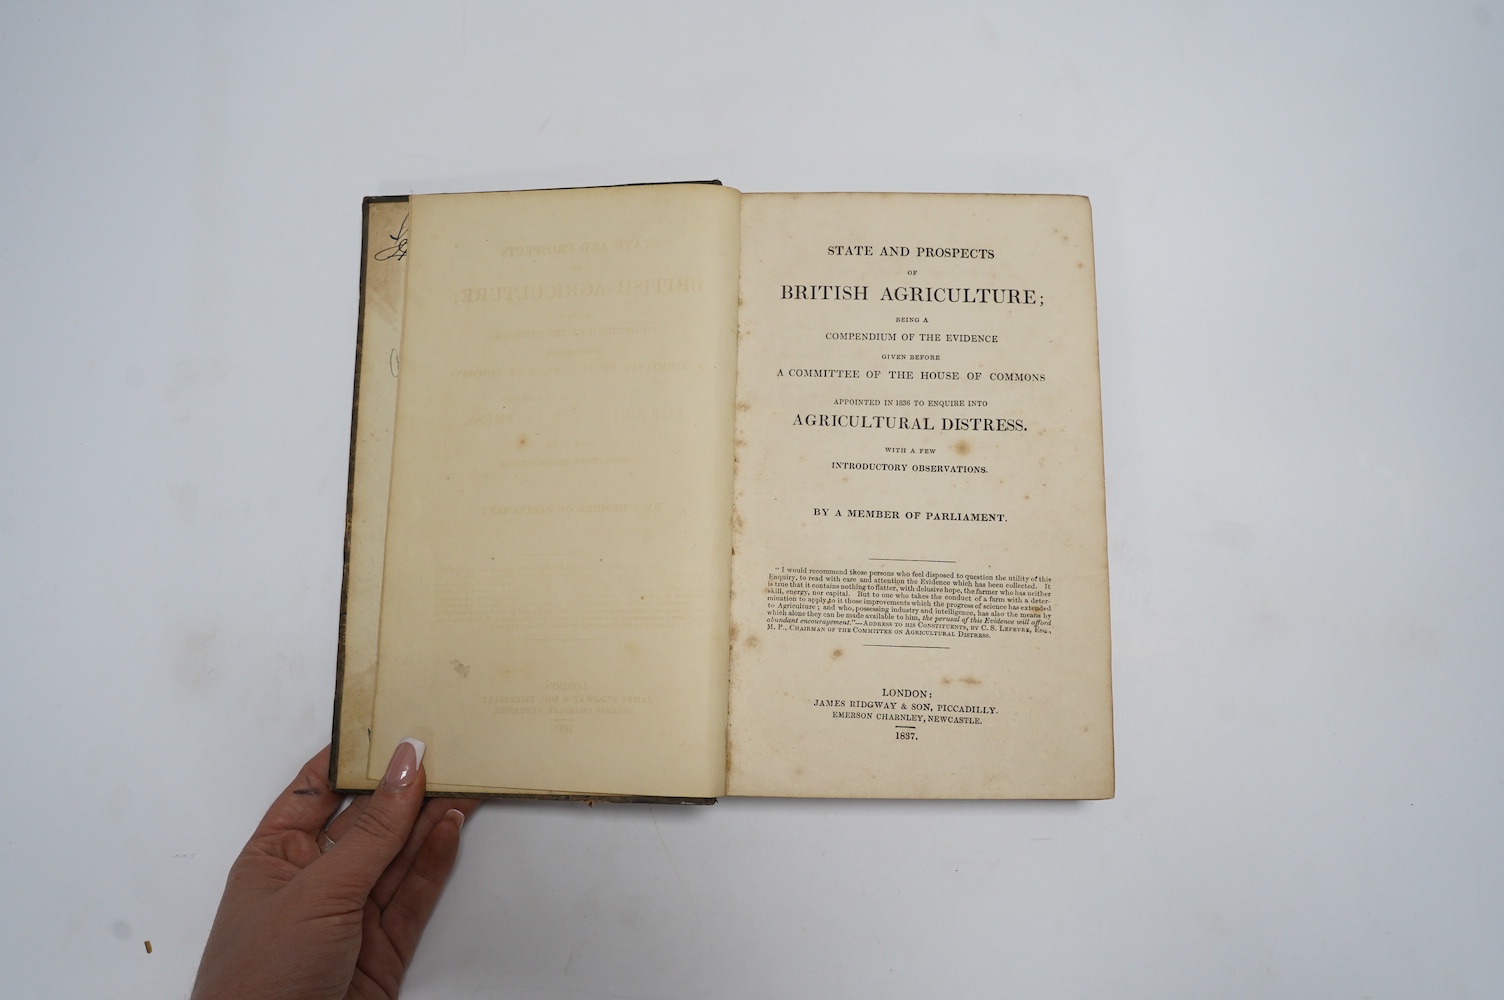 STATE AND PROSPECTS
OF
BRITISH AGRICULTURE;
BEING A
COMPENDIUM OF THE EVIDENCE
GIVEN BEFORE
A COMMITTEE OF THE HOUSE OF COMMONS
APPOINTED IN 1836 TO ENQUIRE INTO
AGRICULTURAL DISTRESS.
WITH A FEW
INTRODUCTORY OBSERVATIONS.
BY A MEMBER OF PARLIAMENT.
"I would recommend those persons who feel disposed to question the utility of this
Enquiry, to read with care and attention the Evidence which has been collected. It
is true that it contains nothing to flatter, with delusive hope, the farmer who has neither
skill, energy, nor capital. But to one who takes the conduct of a farm with a deter-
mination to apply to it those improvements which the progress of science has extended
to Agriculture; and who, possessing industry and intelligence, has also the means by
which alone they can be made available to him, the perusal of this Evidence will afford
abundant encouragement."—ADDRESS TO HIS CONSTITUENTS, BY C. S. LEFEVRE, ESQ.,
M. P., CHAIRMAN OF THE COMMITTEE ON AGRICULTURAL DISTRESS.
LONDON:
JAMES RIDGWAY & SON, PICCADILLY.
EMERSON CHARNLEY, NEWCASTLE.
1837.